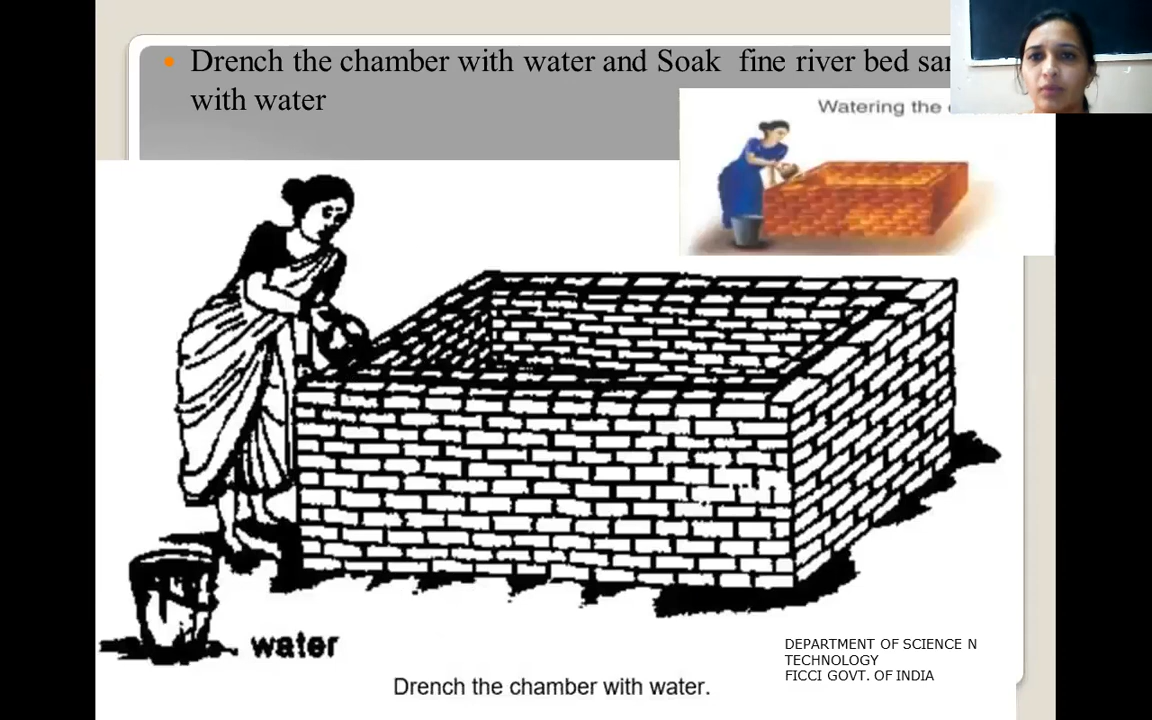 Drench the chamber with water and Soak fine river bed
with water
Watering the
water
Drench the chamber with water.
DEPARTMENT OF SCIENCE N
TECHNOLOGY
FICCI GOVT. OF INDIA